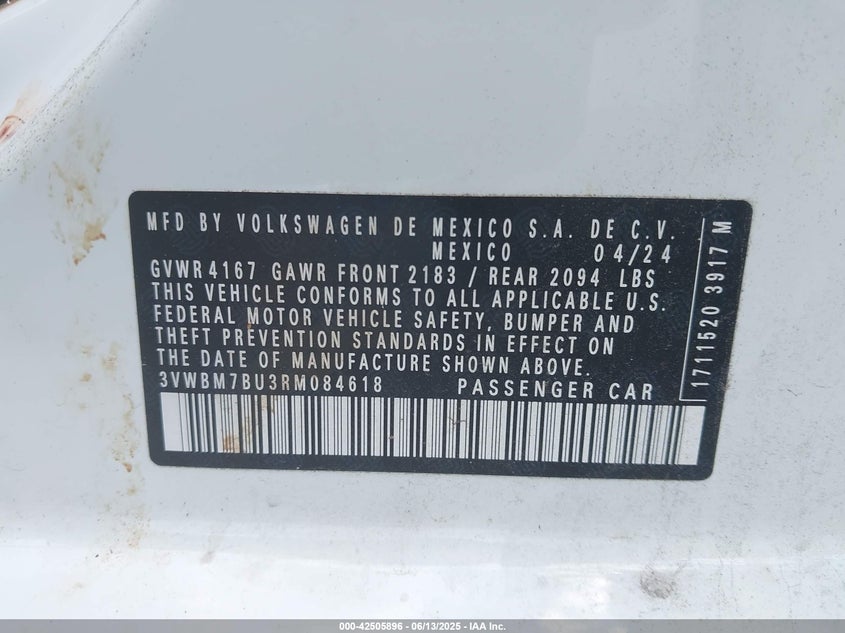 MFD BY VOLKSWAGEN DE MEXICO S.A. DE C.V.
MEXICO 04/24
GVWR 4167 GAWR FRONT 2183 / REAR 2094 LBS
THIS VEHICLE CONFORMS TO ALL APPLICABLE U.S.
FEDERAL MOTOR VEHICLE SAFETY, BUMPER AND
THEFT PREVENTION STANDARDS IN EFFECT ON
THE DATE OF MANUFACTURE SHOWN ABOVE.
3VWBM7BU3RM084618 PASSENGER CAR
1711520 3917 M
000-42505896 - 06/13/2025 - IAA Inc.